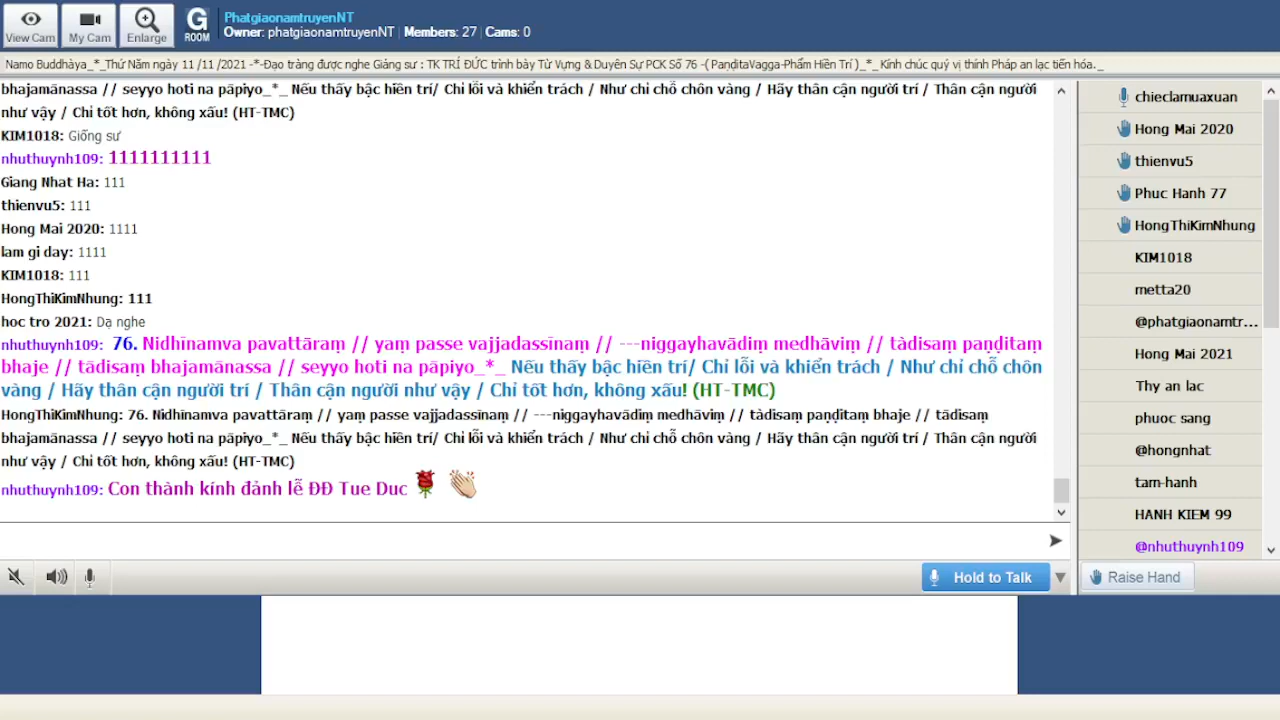 View Cam
My Cam
Enlarge
G
ROOM
PhatgiaonamtruyenNT
Owner: phatgiaonamtruyenNT | Members: 27 | Cams: 0
Namo Buddhàya_*_Thứ Năm ngày 11 /11 /2021 -*-Đạo tràng được nghe Giảng sư : TK TRÍ ĐỨC trình bày Từ Vựng & Duyên Sự PCK Số 76 -( PaṇḍitaVagga-Phẩm Hiền Trí )_*_ Kính chúc quý vị thính Pháp an lạc tiến hóa._
bhajamānassa // seyyo hoti na pāpiyo_*_ Nếu thấy bậc hiền trí/ Chỉ lỗi và khiển trách / Như chỉ chỗ chôn vàng / Hãy thân cận người trí / Thân cận người
như vậy / Chỉ tốt hơn, không xấu! (HT-TMC)
KIM1018: Giống sư
nhuthuynh109: 1111111111
Giang Nhat Ha: 111
thienvu5: 111
Hong Mai 2020: 1111
lam gi day: 1111
KIM1018: 111
HongThiKimNhung: 111
hoc tro 2021: Dạ nghe
nhuthuynh109: 76. Nidhīnamva pavattāraṃ // yaṃ passe vajjadassīnaṃ // ---niggayhavādiṃ medhāviṃ // tàdisaṃ paṇḍitaṃ
bhaje // tādisaṃ bhajamānassa // seyyo hoti na pāpiyo_*_ Nếu thấy bậc hiền trí/ Chỉ lỗi và khiển trách / Như chỉ chỗ chôn
vàng / Hãy thân cận người trí / Thân cận người như vậy / Chỉ tốt hơn, không xấu! (HT-TMC)
HongThiKimNhung: 76. Nidhīnamva pavattāraṃ // yaṃ passe vajjadassīnaṃ // ---niggayhavādiṃ medhāviṃ // tàdisaṃ paṇḍitaṃ bhaje // tādisaṃ
bhajamānassa // seyyo hoti na pāpiyo_*_ Nếu thấy bậc hiền trí/ Chỉ lỗi và khiển trách / Như chỉ chỗ chôn vàng / Hãy thân cận người trí / Thân cận người
như vậy / Chỉ tốt hơn, không xấu! (HT-TMC)
nhuthuynh109: Con thành kính đảnh lễ ĐĐ Tue Duc
Hold to Talk
chieclamuaxuan
Hong Mai 2020
thienvu5
Phuc Hanh 77
HongThiKimNhung
KIM1018
metta20
@phatgiaonamtr...
Hong Mai 2021
Thy an lac
phuoc sang
@hongnhat
tam-hanh
HANH KIEM 99
@nhuthuynh109
Raise Hand